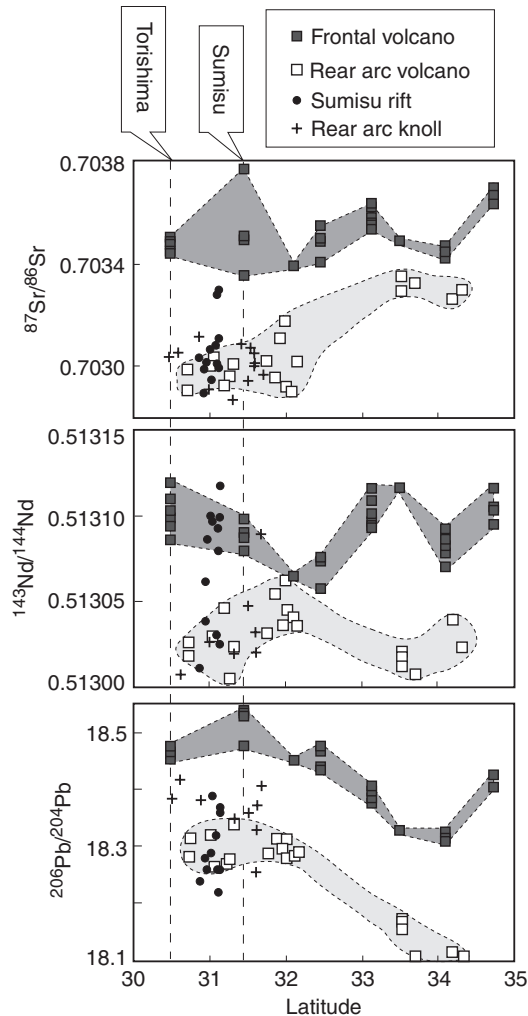 Torishima
Sumisu
Frontal volcano
Rear arc volcano
Sumisu rift
Rear arc knoll
0.7038
0.7034
0.7030
87Sr/86Sr
0.51315
0.51310
0.51305
0.51300
143Nd/144Nd
18.5
18.3
18.1
206Pb/204Pb
30 31 32 33 34 35
Latitude